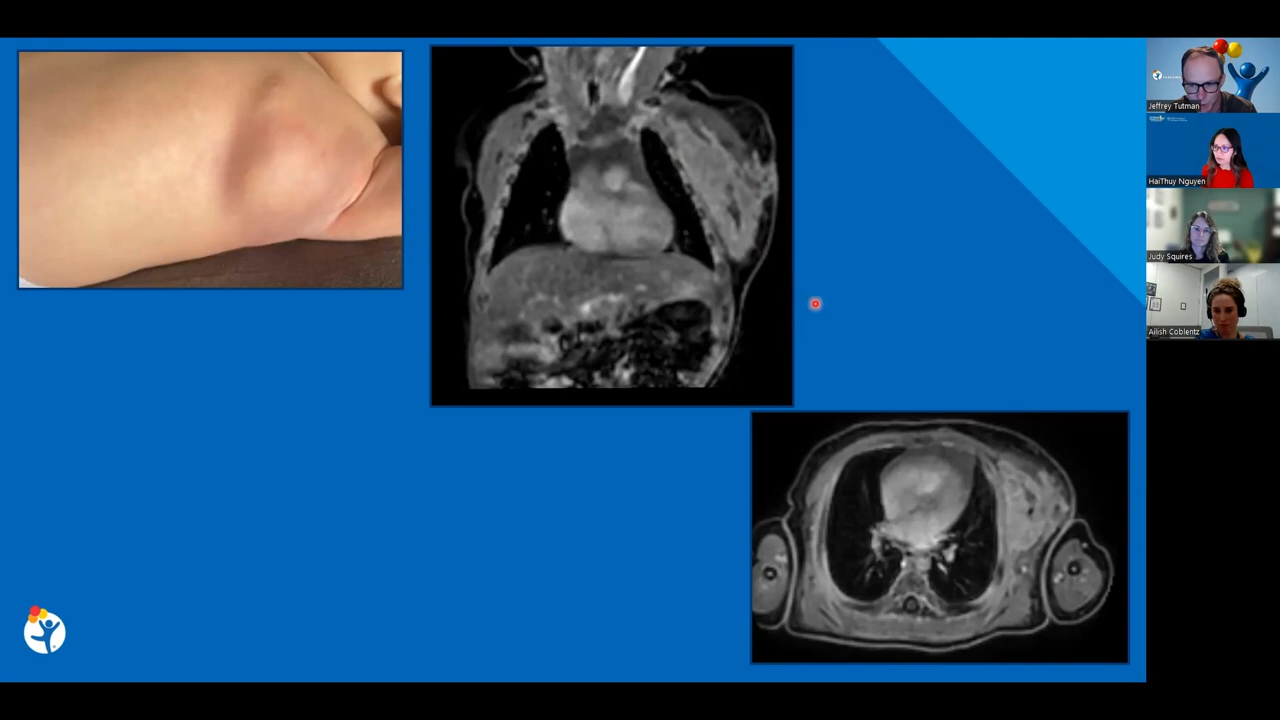 Jeffrey Tutman
HaiThuy Nguyen
Judy Squires
Ailish Coblentz